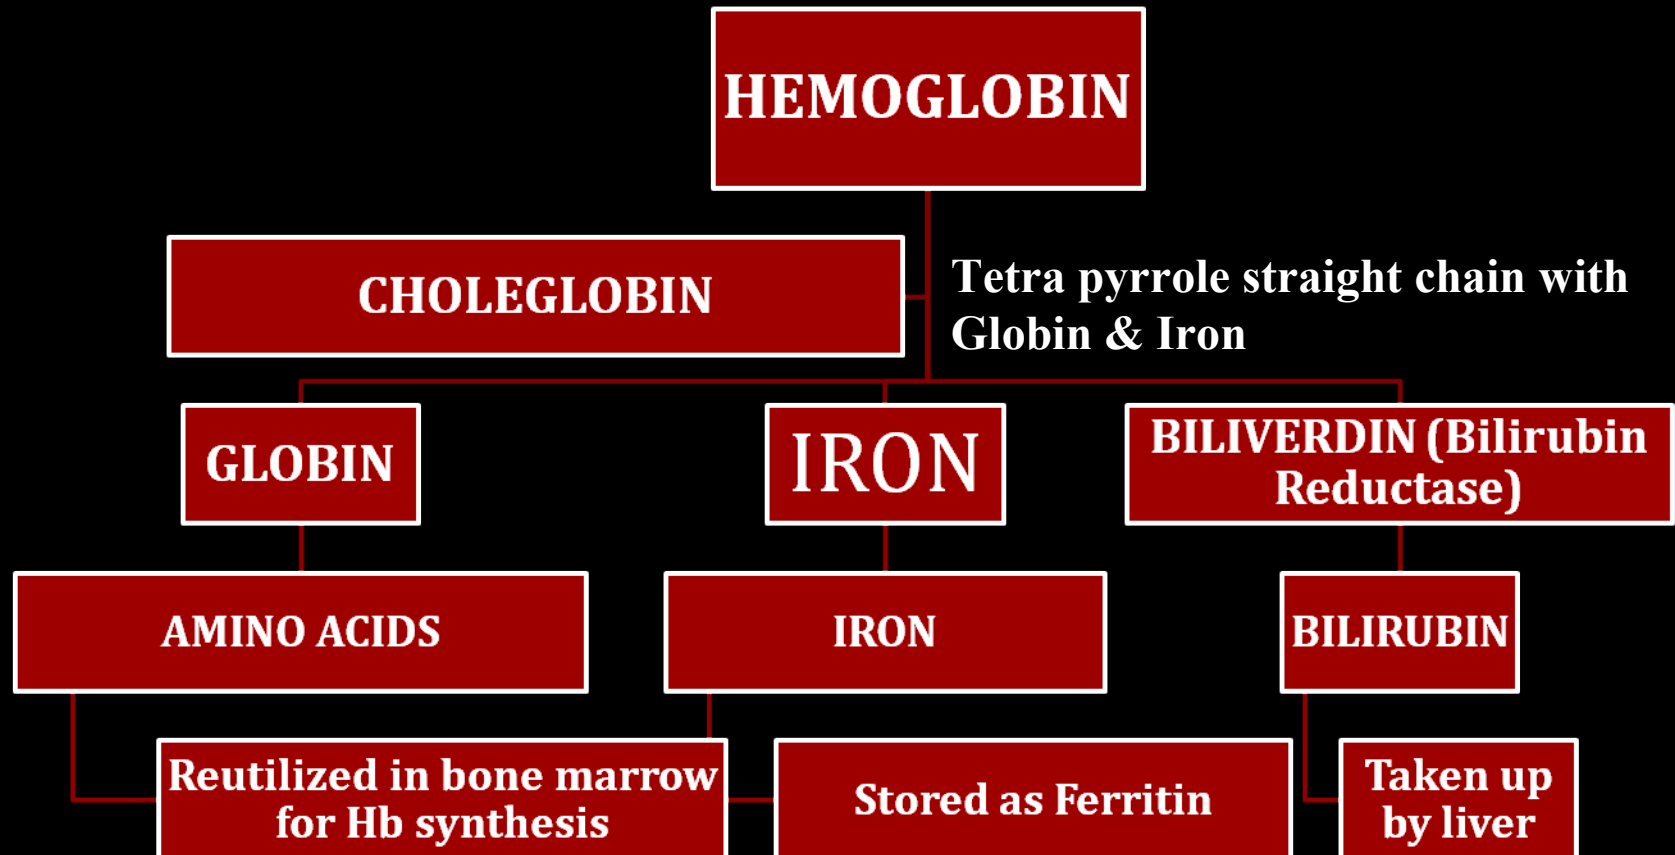 HEMOGLOBIN
CHOLEGLOBIN
Tetra pyrrole straight chain with
Globin & Iron
GLOBIN
IRON
BILIVERDIN (Bilirubin
Reductase)
AMINO ACIDS
IRON
BILIRUBIN
Reutilized in bone marrow
for Hb synthesis
Stored as Ferritin
Taken up
by liver